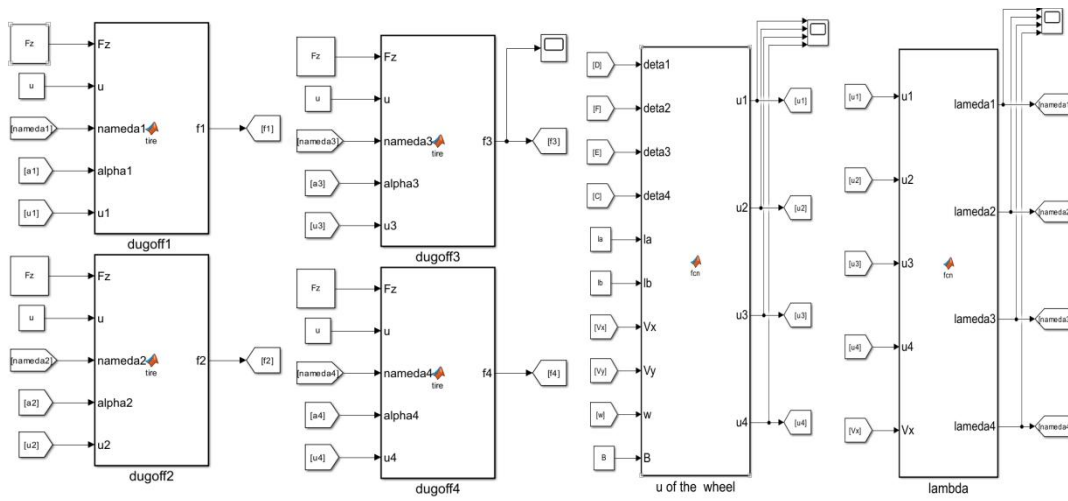 Fz
Fz
u
u
[nameda1]
nameda1
tire
f1
[f1]
[a1]
alpha1
[u1]
u1
dugoff1
Fz
Fz
u
u
[nameda2]
nameda2
tire
f2
[f2]
[a2]
alpha2
[u2]
u2
dugoff2
Fz
Fz
u
u
[nameda3]
nameda3
tire
f3
[f3]
[a3]
alpha3
[u3]
u3
dugoff3
Fz
Fz
u
u
[nameda4]
nameda4
tire
f4
[f4]
[a4]
alpha4
[u4]
u4
dugoff4
[D]
deta1
[F]
deta2
[E]
deta3
[C]
deta4
la
la
lb
lb
[Vx]
Vx
[Vy]
Vy
[w]
w
B
B
fcn
u1
[u1]
u2
[u2]
u3
[u3]
u4
[u4]
u of the wheel
[u1]
u1
[u2]
u2
[u3]
u3
[u4]
u4
[Vx]
Vx
fcn
lameda1
[nameda1
lameda2
[nameda2
lameda3
[nameda3
lameda4
[nameda4
lambda